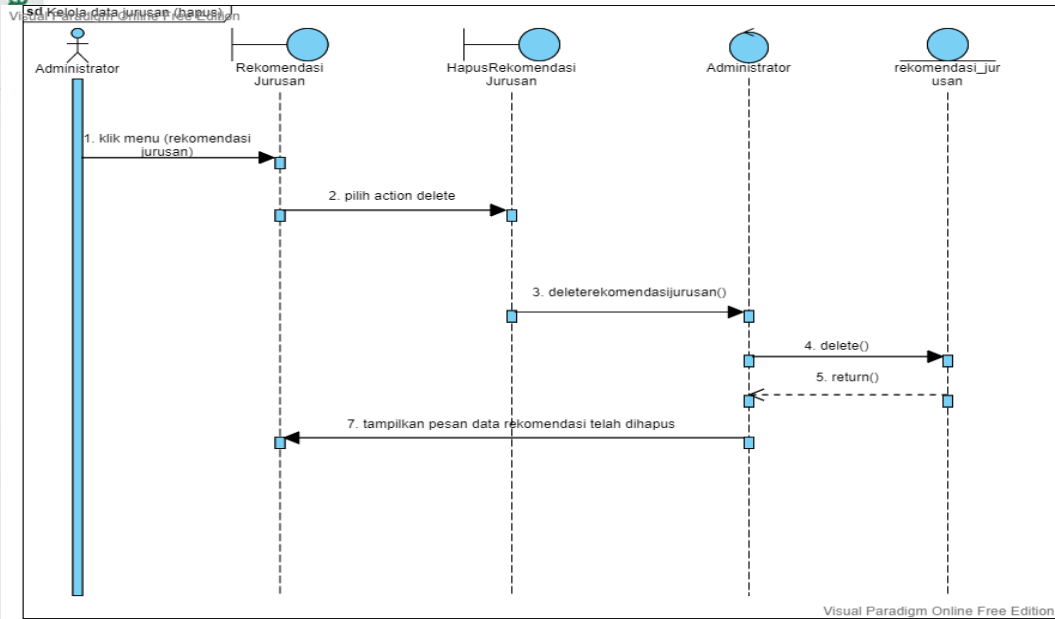 sd Kelola data jurusan (hapus)
Visual Paradigm Online Free Edition
Administrator
Rekomendasi
Jurusan
HapusRekomendasi
Jurusan
Administrator
rekomendasi_jur
usan
1. klik menu (rekomendasi
jurusan)
2. pilih action delete
3. deleterekomendasijurusan()
4. delete()
5. return()
7. tampilkan pesan data rekomendasi telah dihapus
Visual Paradigm Online Free Edition